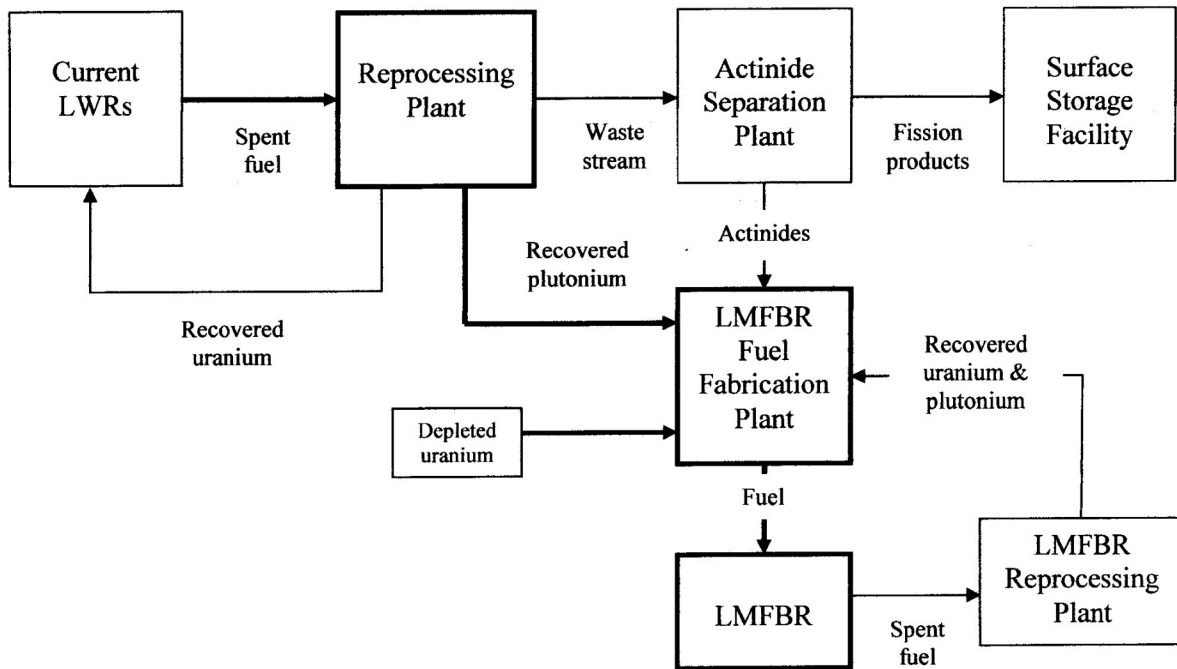 Current
LWRs
Spent
fuel
Reprocessing
Plant
Waste
stream
Actinide
Separation
Plant
Fission
products
Surface
Storage
Facility
Recovered
uranium
Recovered
plutonium
Actinides
LMFBR
Fuel
Fabrication
Plant
Recovered
uranium &
plutonium
Depleted
uranium
Fuel
LMFBR
Spent
fuel
LMFBR
Reprocessing
Plant